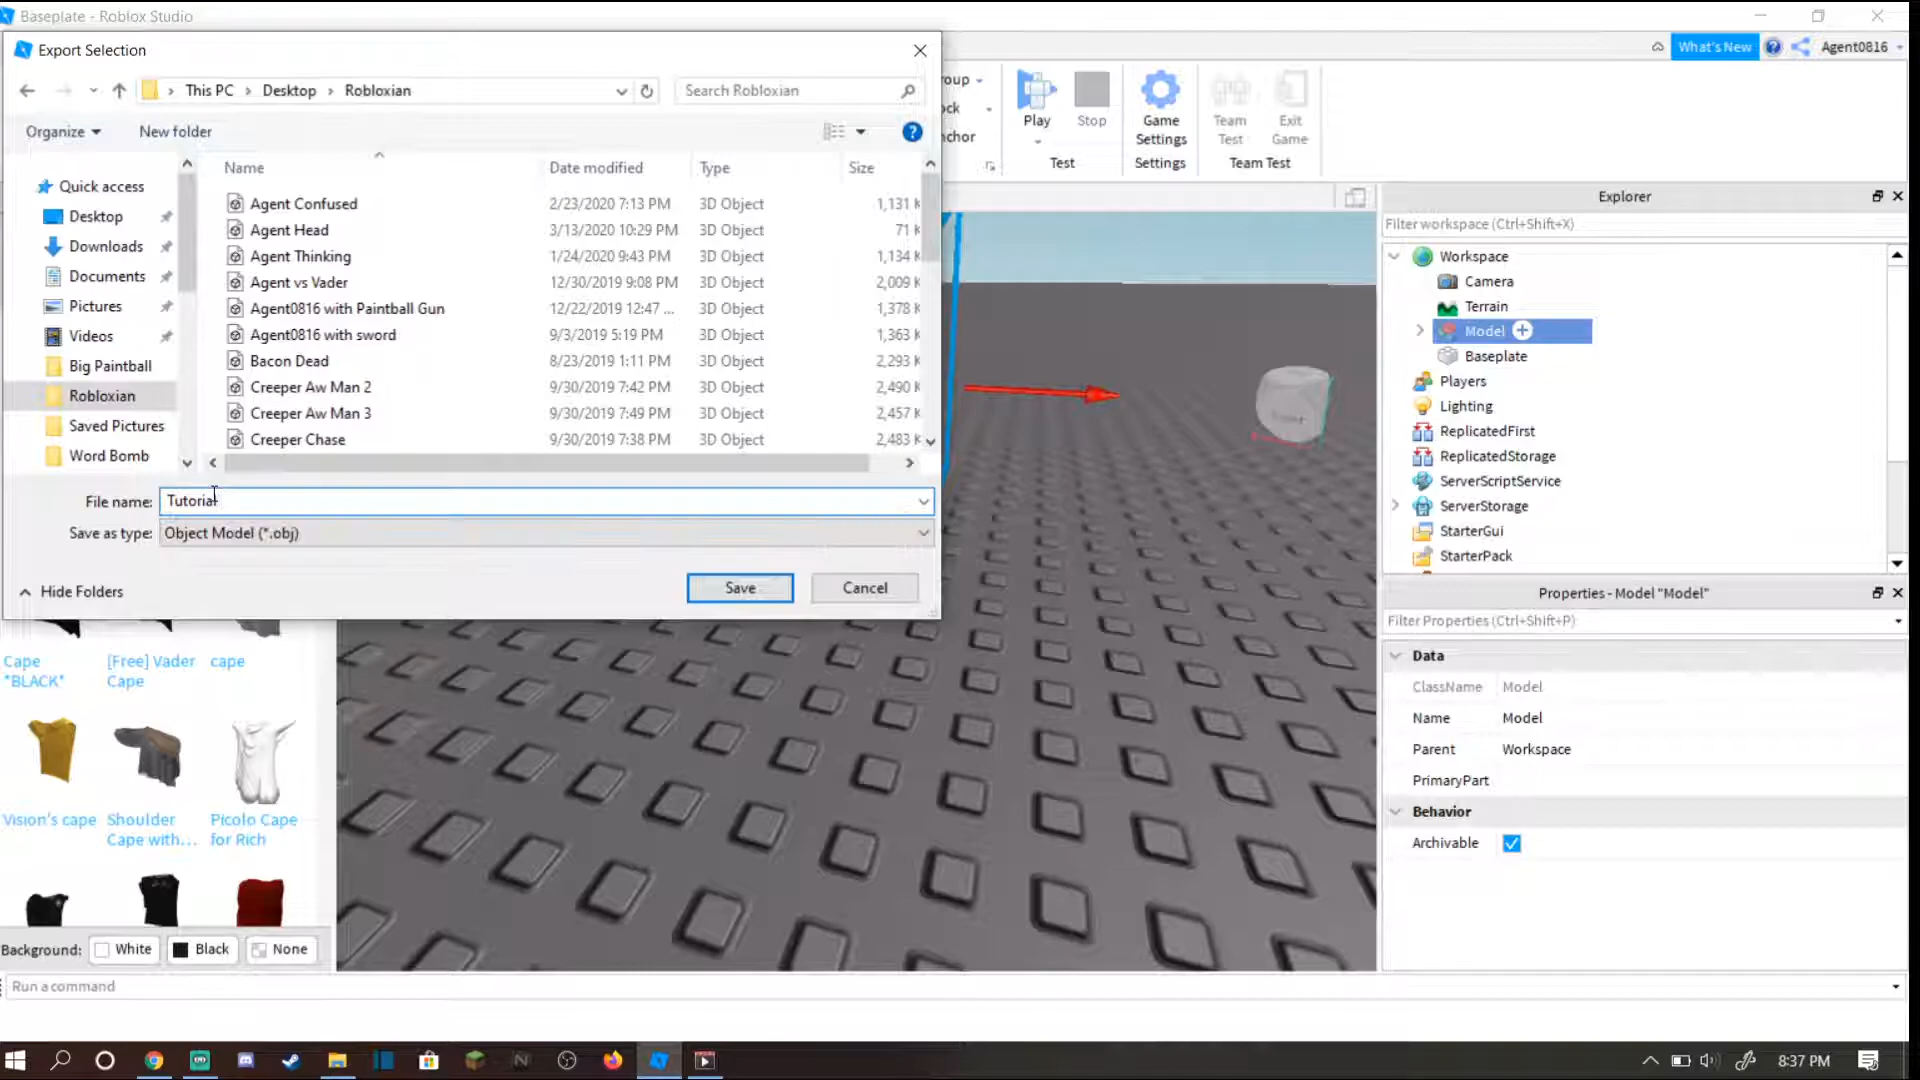 Baseplate - Roblox Studio
Export Selection
What's New
Agent0816
This PC
Desktop
Robloxian
Search Robloxian
Organize
New folder
Name
Date modified
Type
Size
Quick access
Desktop
Downloads
Documents
Pictures
Videos
Big Paintball
Robloxian
Saved Pictures
Word Bomb
Agent Confused 2/23/2020 7:13 PM 3D Object 1,131 K
Agent Head 3/13/2020 10:29 PM 3D Object 71 K
Agent Thinking 1/24/2020 9:43 PM 3D Object 1,134 K
Agent vs Vader 12/30/2019 9:08 PM 3D Object 2,009 K
Agent0816 with Paintball Gun 12/22/2019 12:47 ... 3D Object 1,378 K
Agent0816 with sword 9/3/2019 5:19 PM 3D Object 1,363 K
Bacon Dead 8/23/2019 1:11 PM 3D Object 2,293 K
Creeper Aw Man 2 9/30/2019 7:42 PM 3D Object 2,490 K
Creeper Aw Man 3 9/30/2019 7:49 PM 3D Object 2,457 K
Creeper Chase 9/30/2019 7:38 PM 3D Object 2,483 K
File name: Tutorial
Save as type: Object Model (*.obj)
Hide Folders
Save
Cancel
oup
ock
nchor
Play
Stop
Game Settings
Team Test
Exit Game
Test
Settings
Team Test
Explorer
Filter workspace (Ctrl+Shift+X)
Workspace
Camera
Terrain
Model
Baseplate
Players
Lighting
ReplicatedFirst
ReplicatedStorage
ServerScriptService
ServerStorage
StarterGui
StarterPack
Properties - Model "Model"
Filter Properties (Ctrl+Shift+P)
Data
ClassName Model
Name Model
Parent Workspace
PrimaryPart
Behavior
Archivable
Cape *BLACK*
[Free] Vader Cape
cape
Vision's cape
Shoulder Cape with...
Picolo Cape for Rich
Background: White Black None
Run a command
8:37 PM